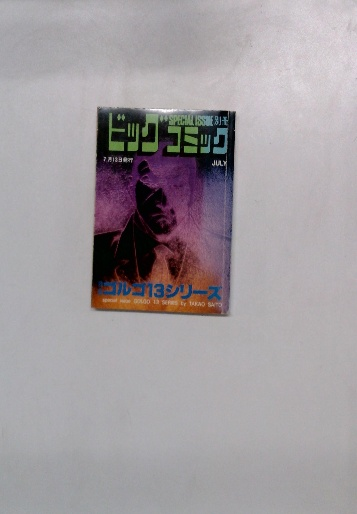 SPECIAL ISSUE 別冊
ビッグコミック
7月13日発行
JULY
ゴルゴ13シリーズ
special issue GOLGO 13 SERIES by TAKAO SAITO